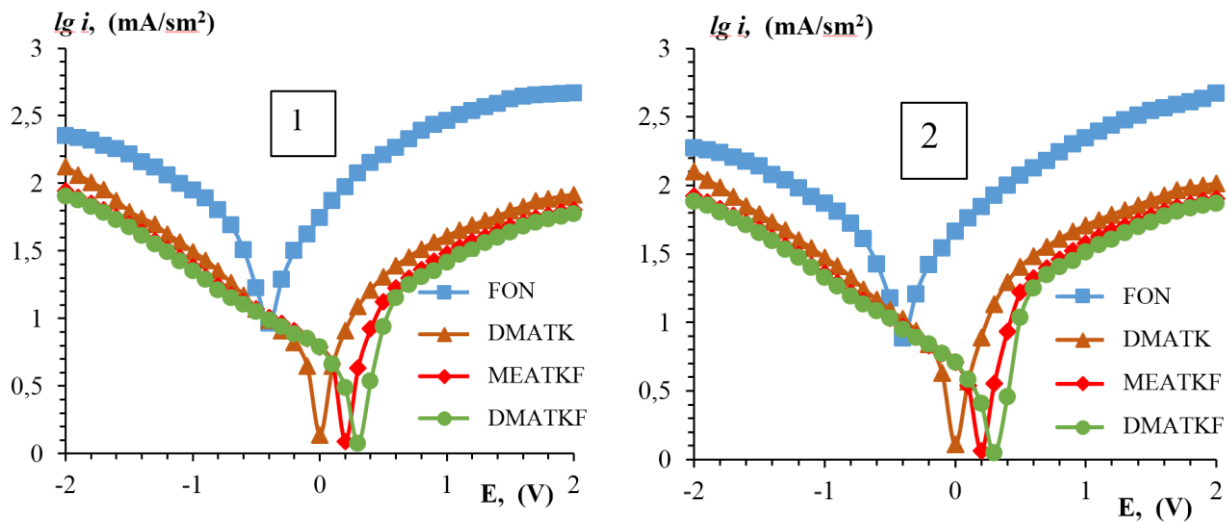 lg i, (mA/sm²)
3
2,5
2
1,5
1
0,5
0
-2
-1
0
1
2
E, (V)
1
FON
DMATK
MEATKF
DMATKF
lg i, (mA/sm²)
3
2,5
2
1,5
1
0,5
0
-2
-1
0
1
2
E, (V)
2
FON
DMATK
MEATKF
DMATKF